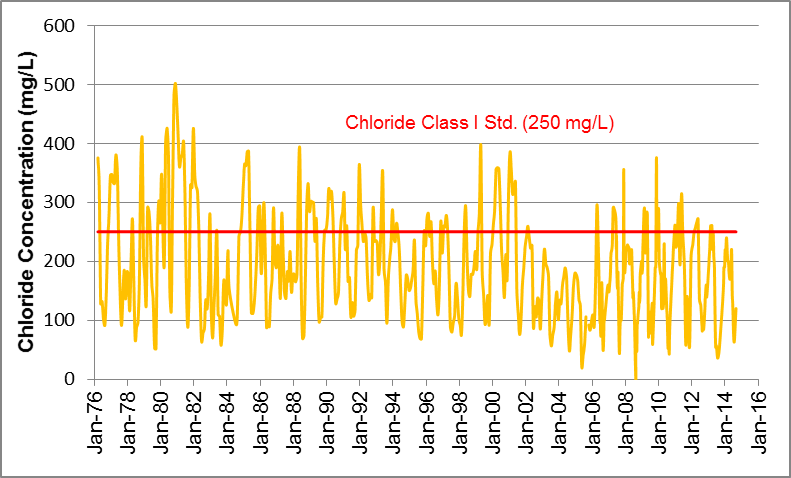 600
500
400
300
200
100
0
Chloride Concentration (mg/L)
Chloride Class I Std. (250 mg/L)
Jan-76
Jan-78
Jan-80
Jan-82
Jan-84
Jan-86
Jan-88
Jan-90
Jan-92
Jan-94
Jan-96
Jan-98
Jan-00
Jan-02
Jan-04
Jan-06
Jan-08
Jan-10
Jan-12
Jan-14
Jan-16